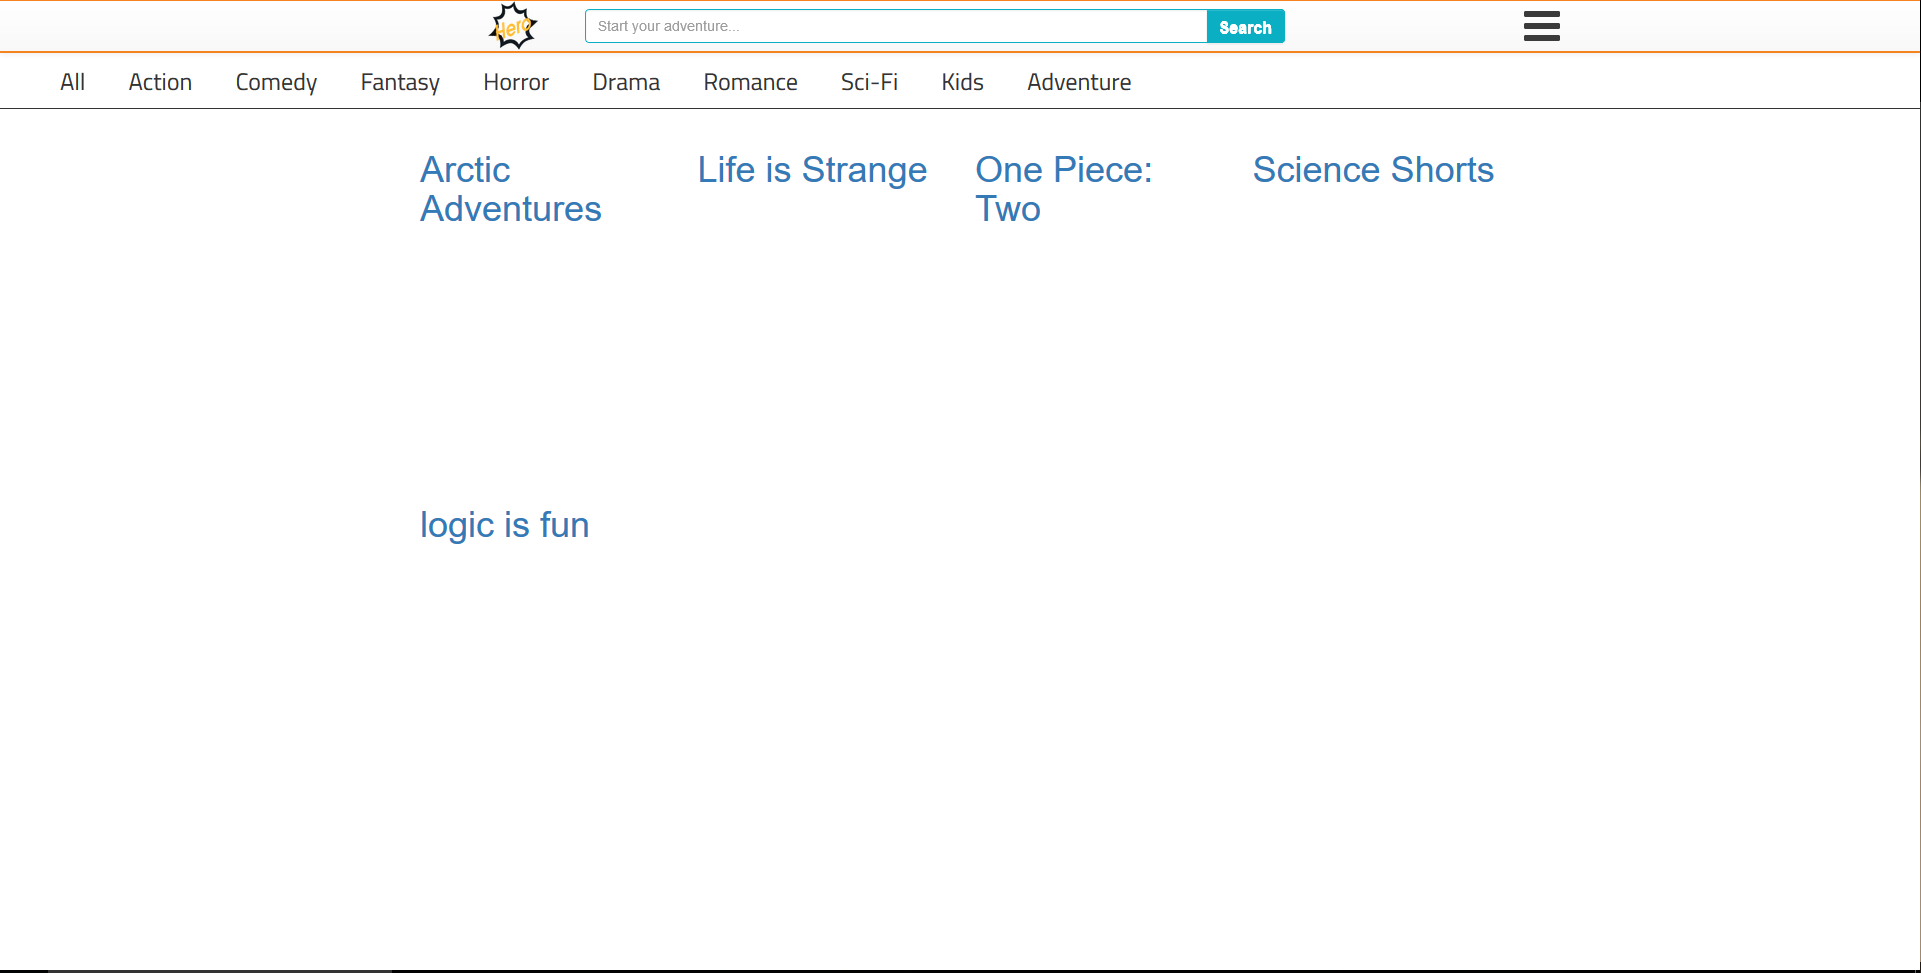 Hero
Start your adventure...
Search
All Action Comedy Fantasy Horror Drama Romance Sci-Fi Kids Adventure
Arctic Adventures
Life is Strange
One Piece: Two
Science Shorts
logic is fun